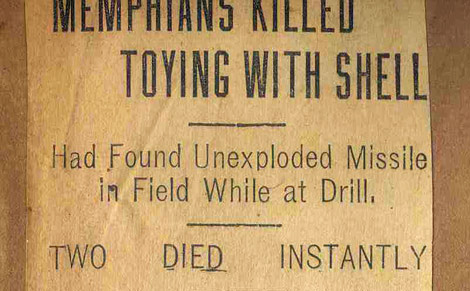 MEMPHIANS KILLED
TOYING WITH SHELL
Had Found Unexploded Missile
in Field While at Drill.
TWO DIED INSTANTLY